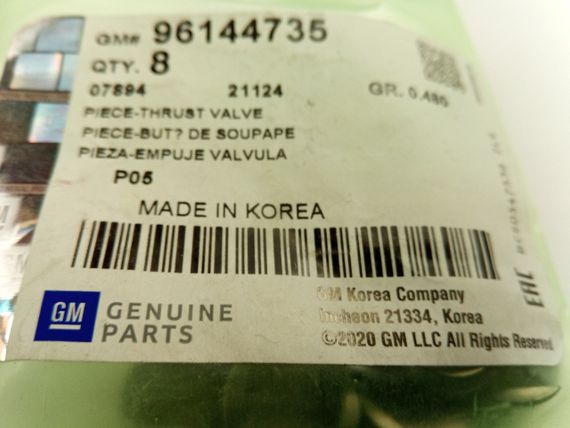 GM# 96144735
QTY. 8
07894 21124 GR. 0.480
PIECE-THRUST VALVE
PIECE-BUT? DE SOUPAPE
PIEZA-EMPUJE VALVULA
P05
MADE IN KOREA
GM GENUINE
PARTS
GM Korea Company
Incheon 21334, Korea
©2020 GM LLC All Rights Reserved
EAC
GM